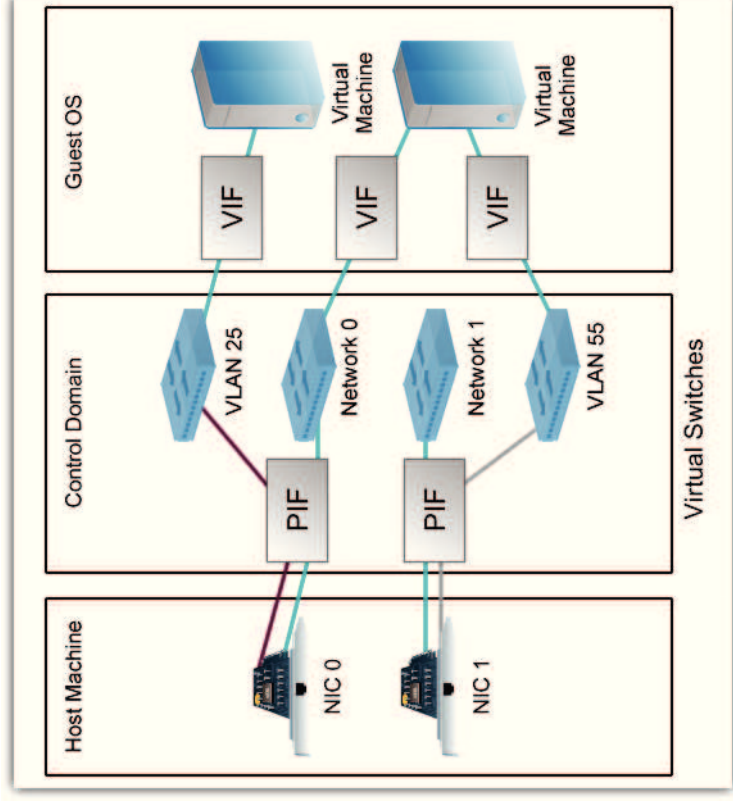 Host Machine
NIC 0
NIC 1
Control Domain
PIF
PIF
VLAN 25
Network 0
Network 1
VLAN 55
Virtual Switches
Guest OS
VIF
VIF
VIF
Virtual
Machine
Virtual
Machine